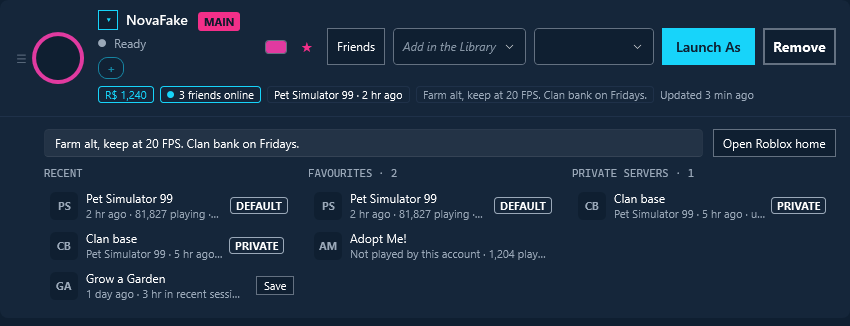 NovaFake MAIN
Ready
Friends
Add in the Library
Launch As
Remove
+
R$ 1,240
3 friends online
Pet Simulator 99 · 2 hr ago
Farm alt, keep at 20 FPS. Clan bank on Fridays.
Updated 3 min ago
Farm alt, keep at 20 FPS. Clan bank on Fridays.
Open Roblox home
RECENT
PS
Pet Simulator 99
2 hr ago · 81,827 playing ·...
DEFAULT
CB
Clan base
Pet Simulator 99 · 5 hr ago...
PRIVATE
GA
Grow a Garden
1 day ago · 3 hr in recent sessi...
Save
FAVOURITES · 2
PS
Pet Simulator 99
2 hr ago · 81,827 playing ·...
DEFAULT
AM
Adopt Me!
Not played by this account · 1,204 play...
PRIVATE SERVERS · 1
CB
Clan base
Pet Simulator 99 · 5 hr ago · u...
PRIVATE